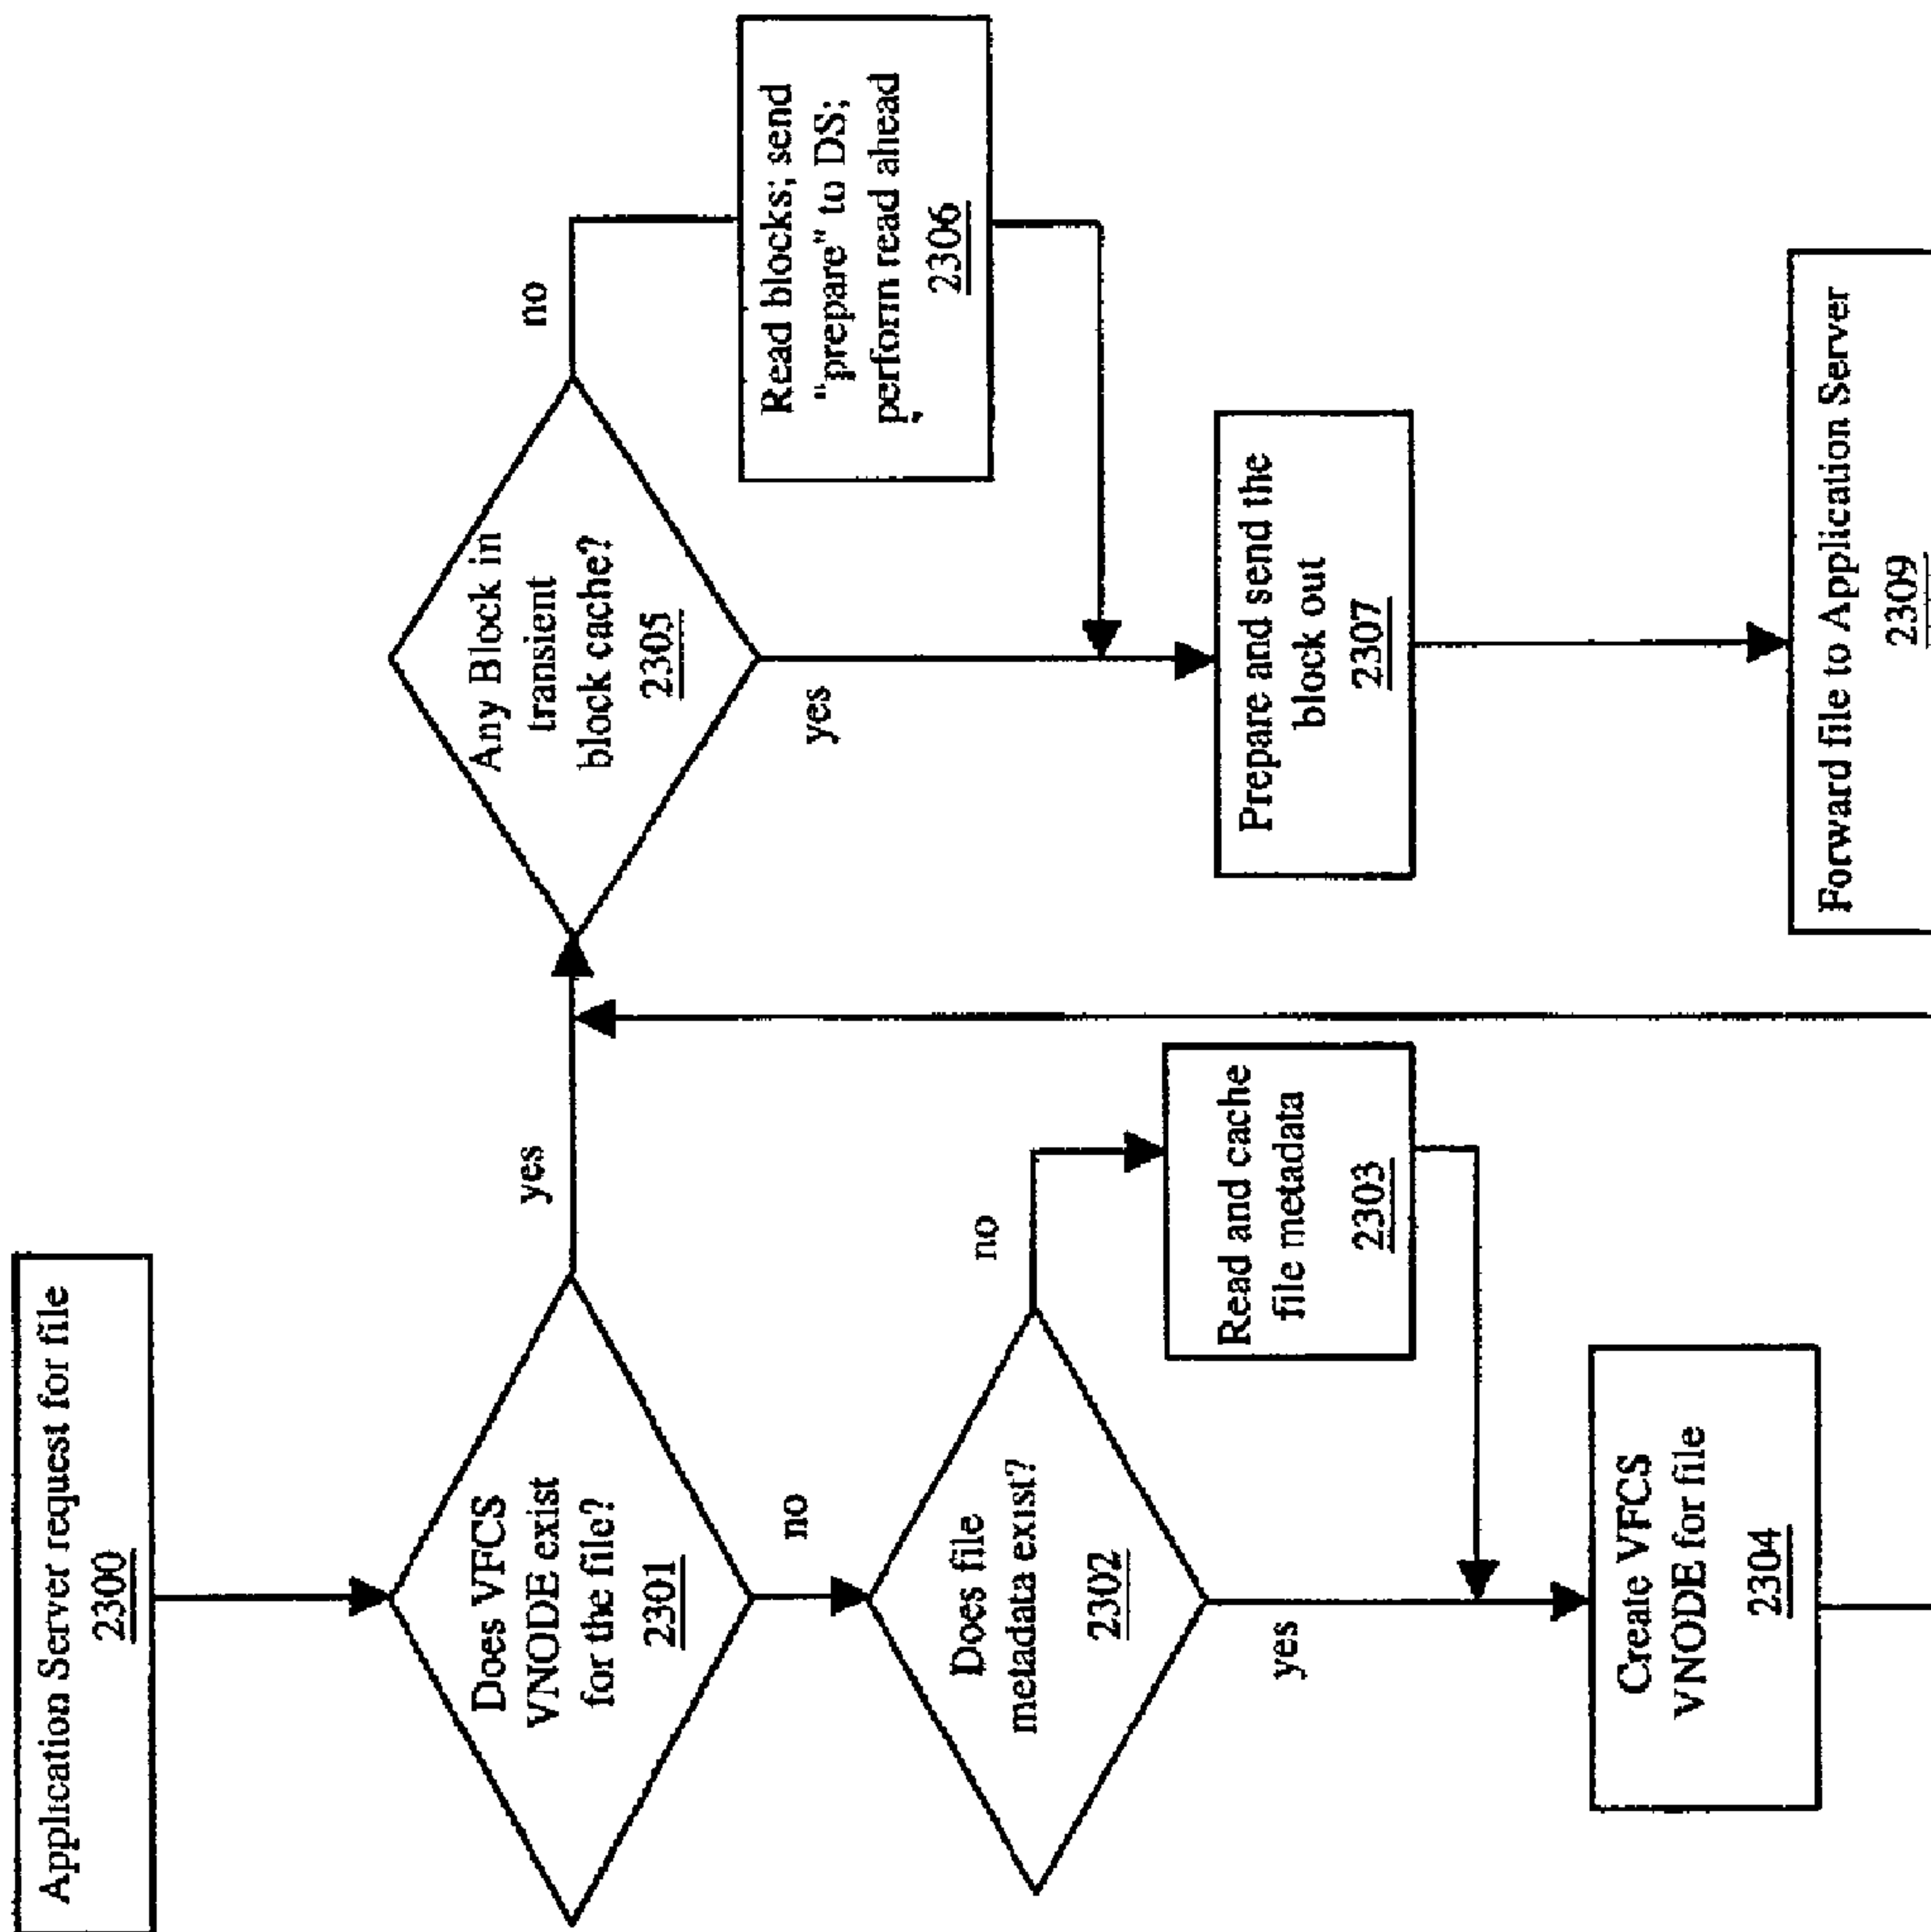 Application Server request for file
2300
Does VFCS
VNODE exist
for the file?
2301
yes
no
Does file
metadata exist?
2302
no
yes
Read and cache
file metadata
2303
Create VFCS
VNODE for file
2304
Any Block in
transient
block cache?
2305
no
yes
Read blocks; send
"prepare" to DS;
perform read ahead
;
2306
Prepare and send the
block out
2307
Forward file to Application Server
2309